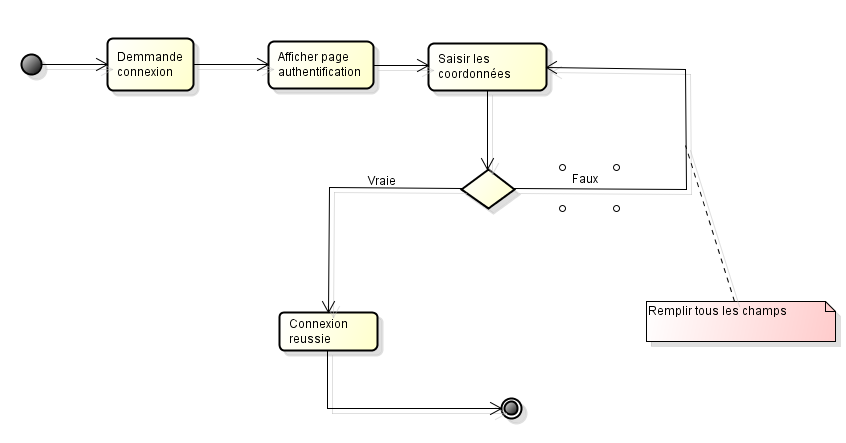 Demmande
connexion
Afficher page
authentification
Saisir les
coordonnées
Vraie
Faux
Connexion
reussie
Remplir tous les champs